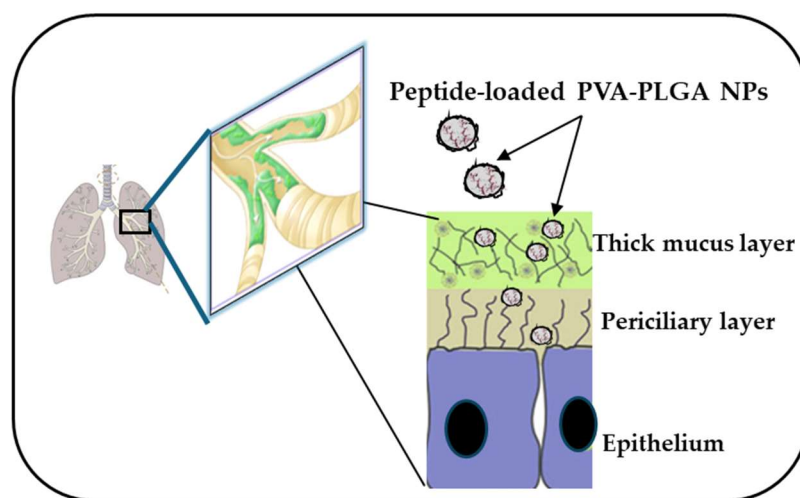 Peptide-loaded PVA-PLGA NPs
Thick mucus layer
Periciliary layer
Epithelium